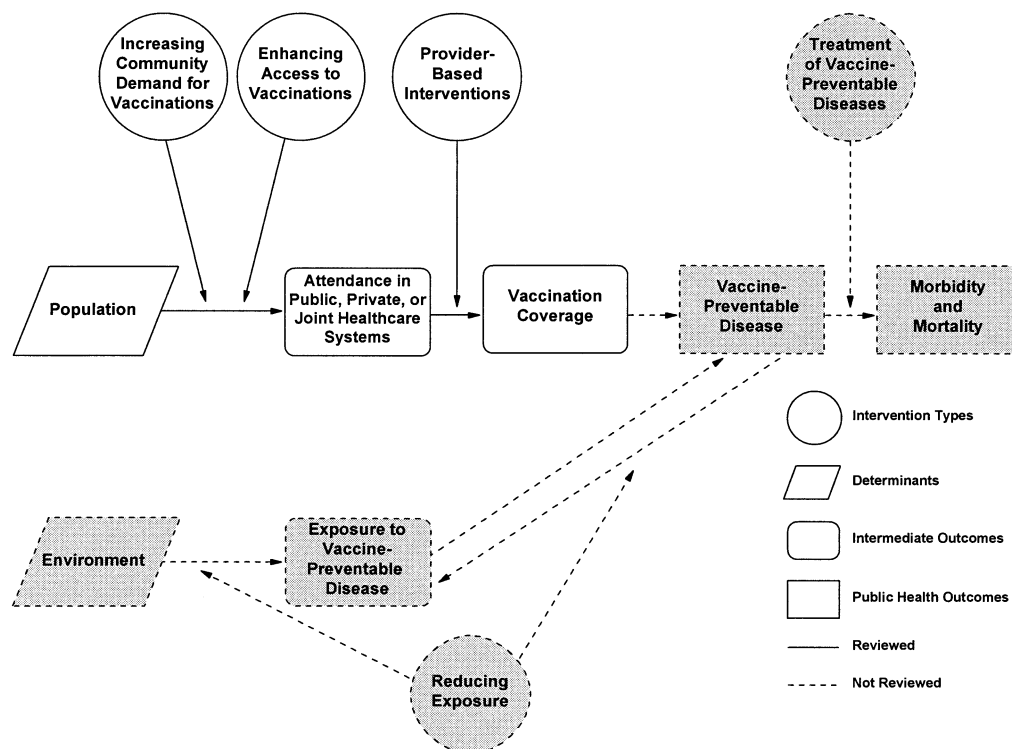 Increasing
Community
Demand for
Vaccinations
Enhancing
Access to
Vaccinations
Provider-
Based
Interventions
Treatment
of Vaccine-
Preventable
Diseases
Population
Attendance in
Public, Private, or
Joint Healthcare
Systems
Vaccination
Coverage
Vaccine-
Preventable
Disease
Morbidity
and
Mortality
Intervention Types
Determinants
Intermediate Outcomes
Public Health Outcomes
Reviewed
Not Reviewed
Environment
Exposure to
Vaccine-
Preventable
Disease
Reducing
Exposure